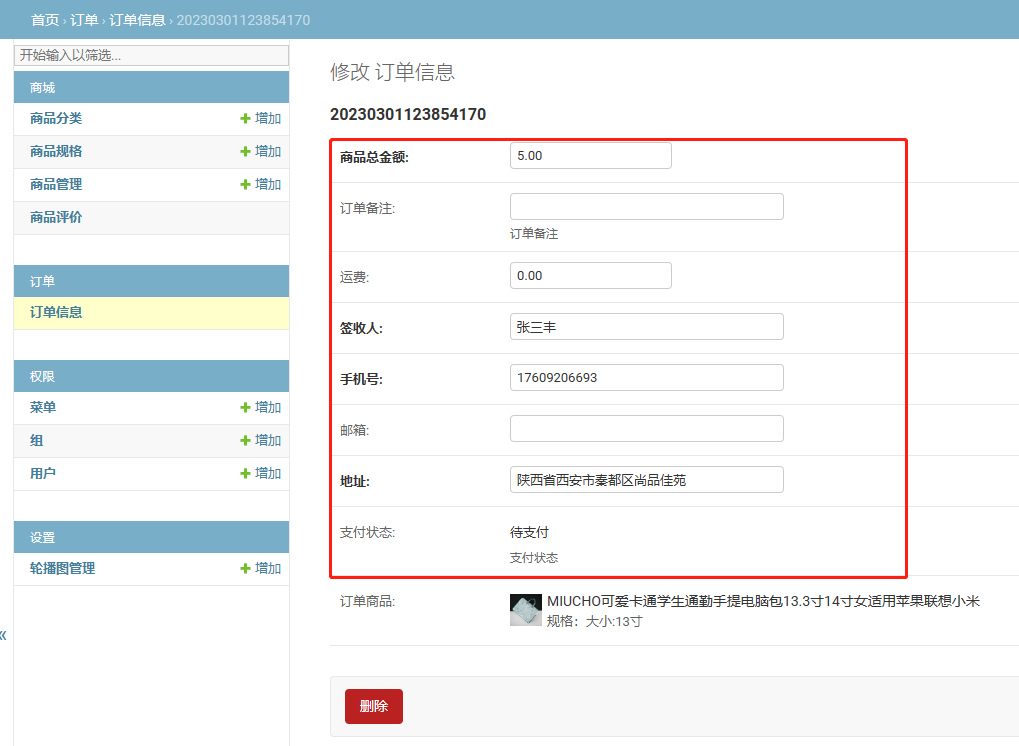 首页 › 订单 › 订单信息 › 20230301123854170
开始输入以筛选...
商城
商品分类 增加
商品规格 增加
商品管理 增加
商品评价
订单
订单信息
权限
菜单 增加
组 增加
用户 增加
设置
轮播图管理 增加
«
修改 订单信息
20230301123854170
商品总金额: 5.00
订单备注:
订单备注
运费: 0.00
签收人: 张三丰
手机号: 17609206693
邮箱:
地址: 陕西省西安市秦都区尚品佳苑
支付状态: 待支付
支付状态
订单商品: MIUCHO可爱卡通学生通勤手提电脑包13.3寸14寸女适用苹果联想小米
规格：大小:13寸
删除